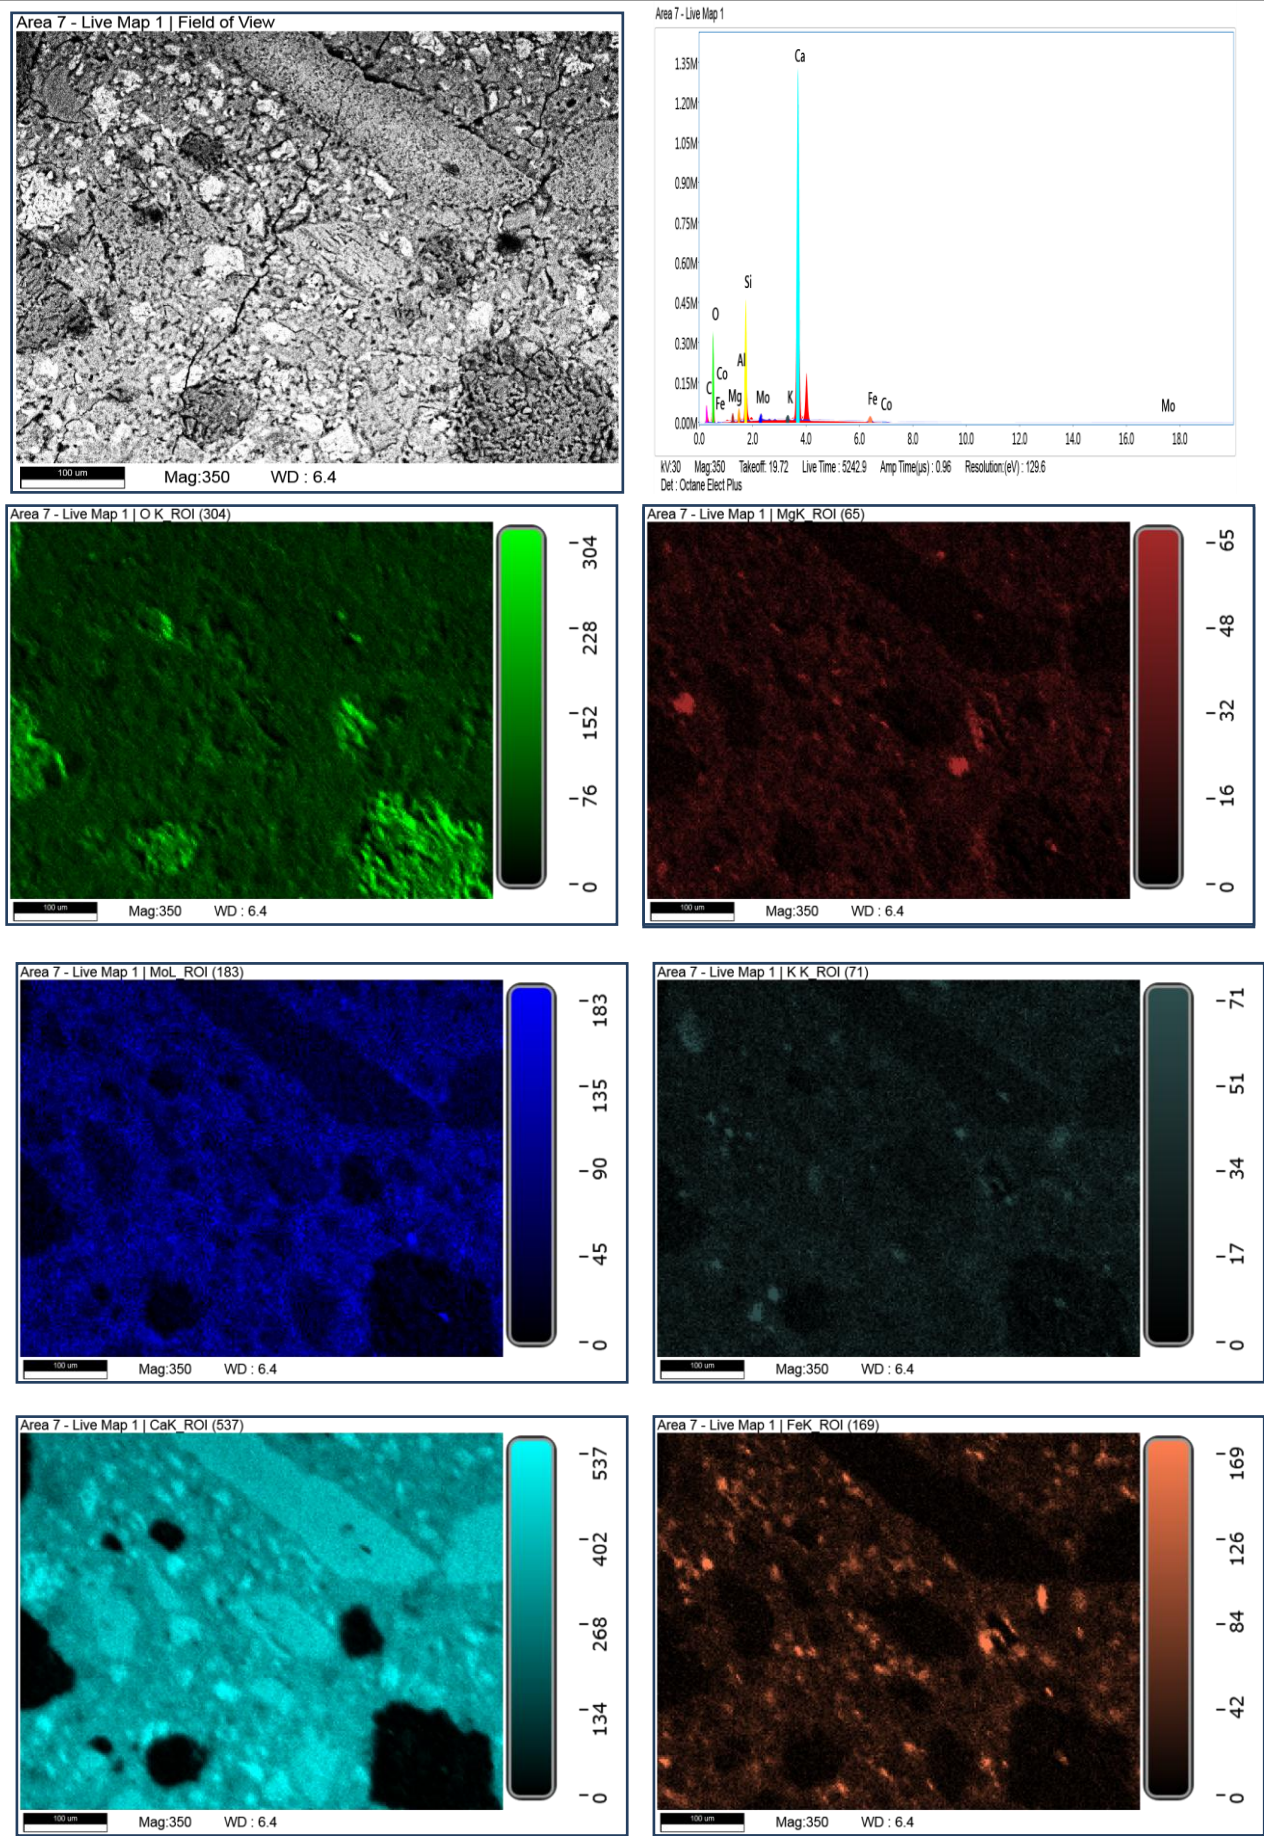 Area 7 - Live Map 1 | Field of View
100 um Mag:350 WD : 6.4
Area 7 - Live Map 1
1.35M
1.20M
1.05M
0.90M
0.75M
0.60M
0.45M
0.30M
0.15M
0.00M
Ca
Si
O
Al
Co
C
Fe
Mg
Mo
K
Fe
Co
Mo
0.0 2.0 4.0 6.0 8.0 10.0 12.0 14.0 16.0 18.0
kV:30 Mag:350 Takeoff: 19.72 Live Time : 5242.9 Amp Time(µs) : 0.96 Resolution:(eV) : 129.6
Det : Octane Elect Plus
Area 7 - Live Map 1 | O K_ROI (304)
304
228
152
76
0
100 um Mag:350 WD : 6.4
Area 7 - Live Map 1 | MgK_ROI (65)
65
48
32
16
0
100 um Mag:350 WD : 6.4
Area 7 - Live Map 1 | MoL_ROI (183)
183
135
90
45
0
100 um Mag:350 WD : 6.4
Area 7 - Live Map 1 | K K_ROI (71)
71
51
34
17
0
100 um Mag:350 WD : 6.4
Area 7 - Live Map 1 | CaK_ROI (537)
537
402
268
134
0
100 um Mag:350 WD : 6.4
Area 7 - Live Map 1 | FeK_ROI (169)
169
126
84
42
0
100 um Mag:350 WD : 6.4